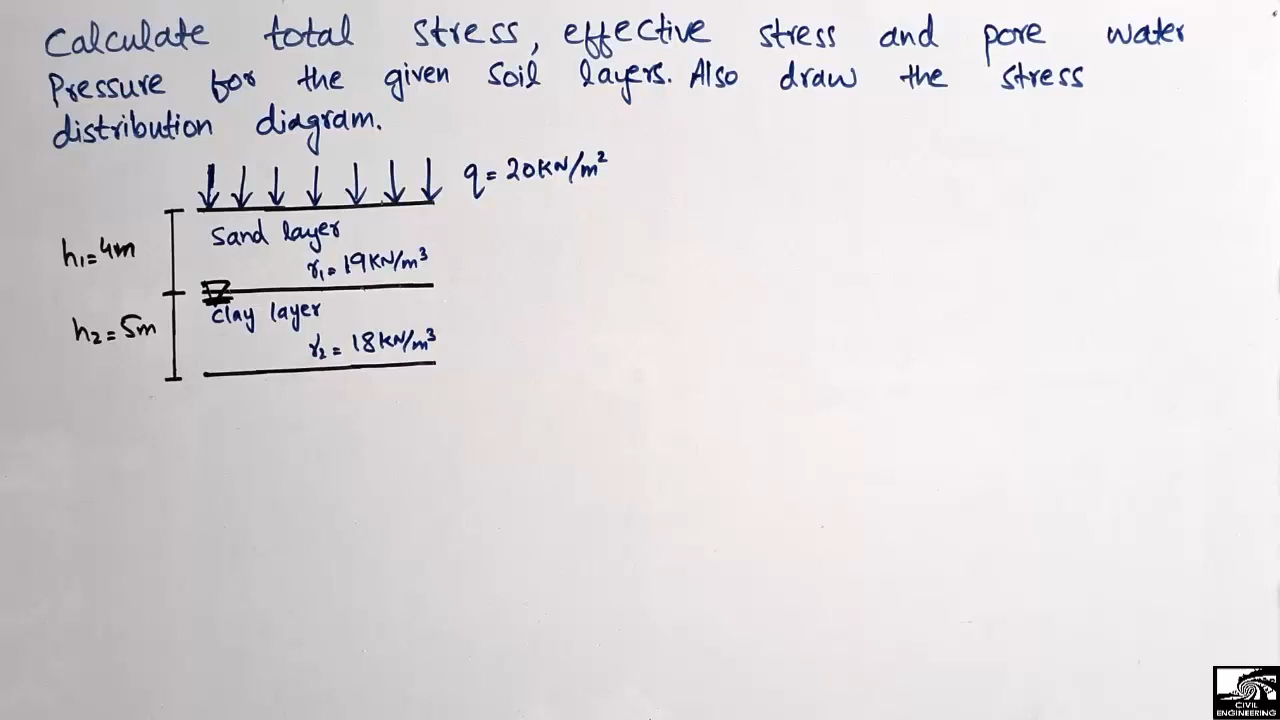 Calculate total stress, effective stress and pore water
Pressure for the given soil layers. Also draw the stress
distribution diagram.
q = 20KN/m²
Sand layer
h₁=4m
γ₁= 19KN/m³
Clay layer
h₂=5m
γ₂= 18KN/m³
CIVIL
ENGINEERING